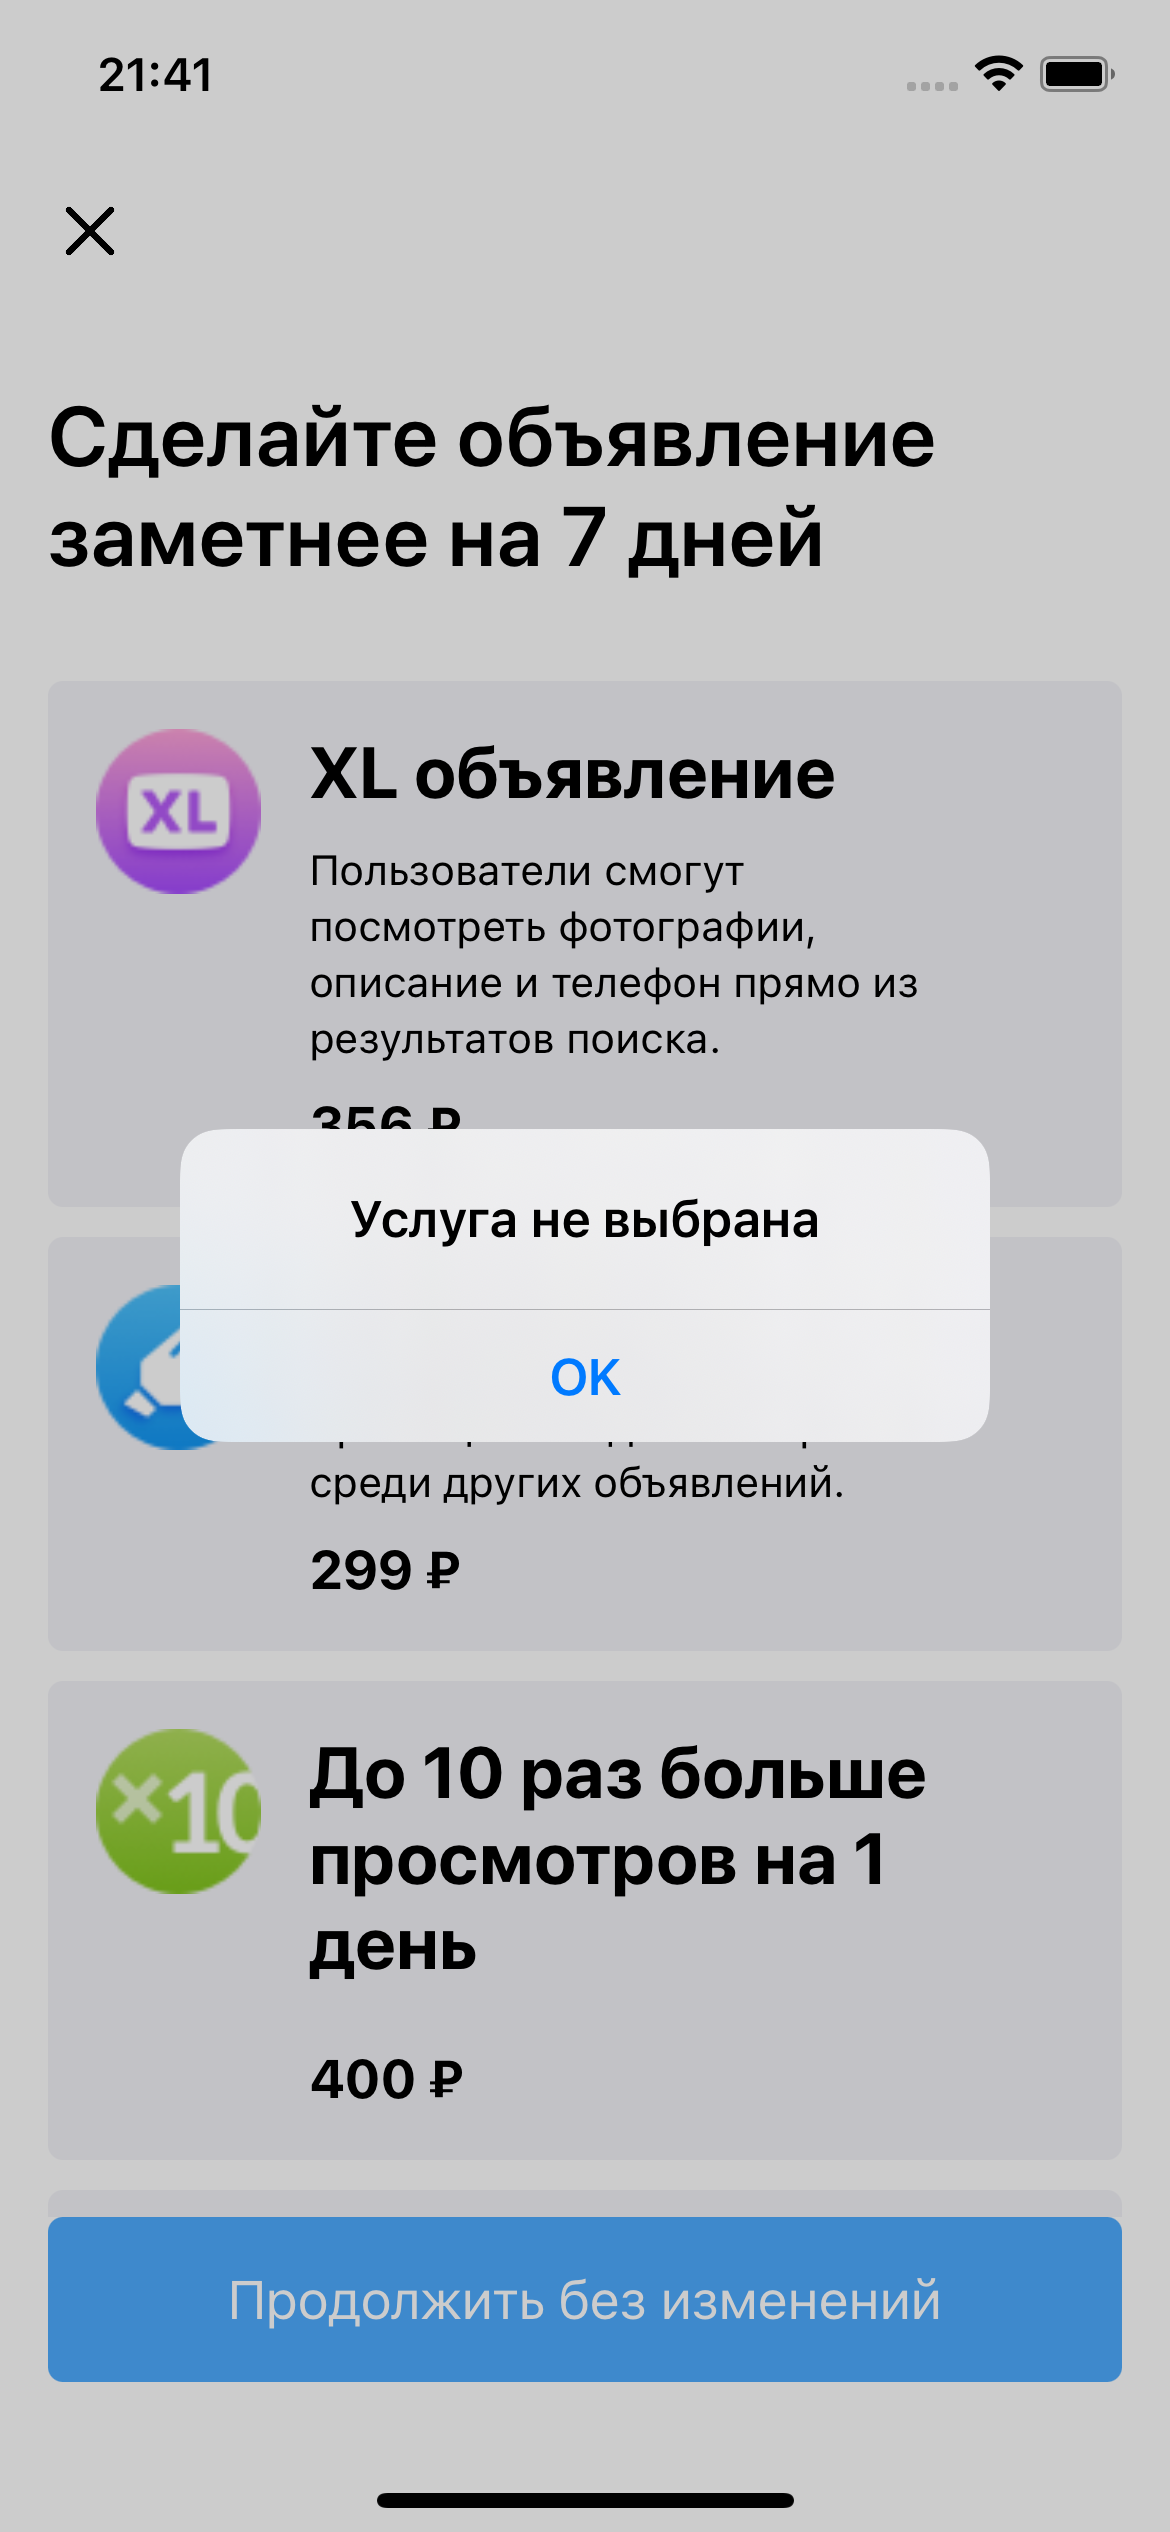 21:41
Сделайте объявление
заметнее на 7 дней
XL
XL объявление
Пользователи смогут
посмотреть фотографии,
описание и телефон прямо из
результатов поиска.
356 ₽
Услуга не выбрана
OK
среди других объявлений.
299 ₽
×10
До 10 раз больше
просмотров на 1
день
400 ₽
Продолжить без изменений